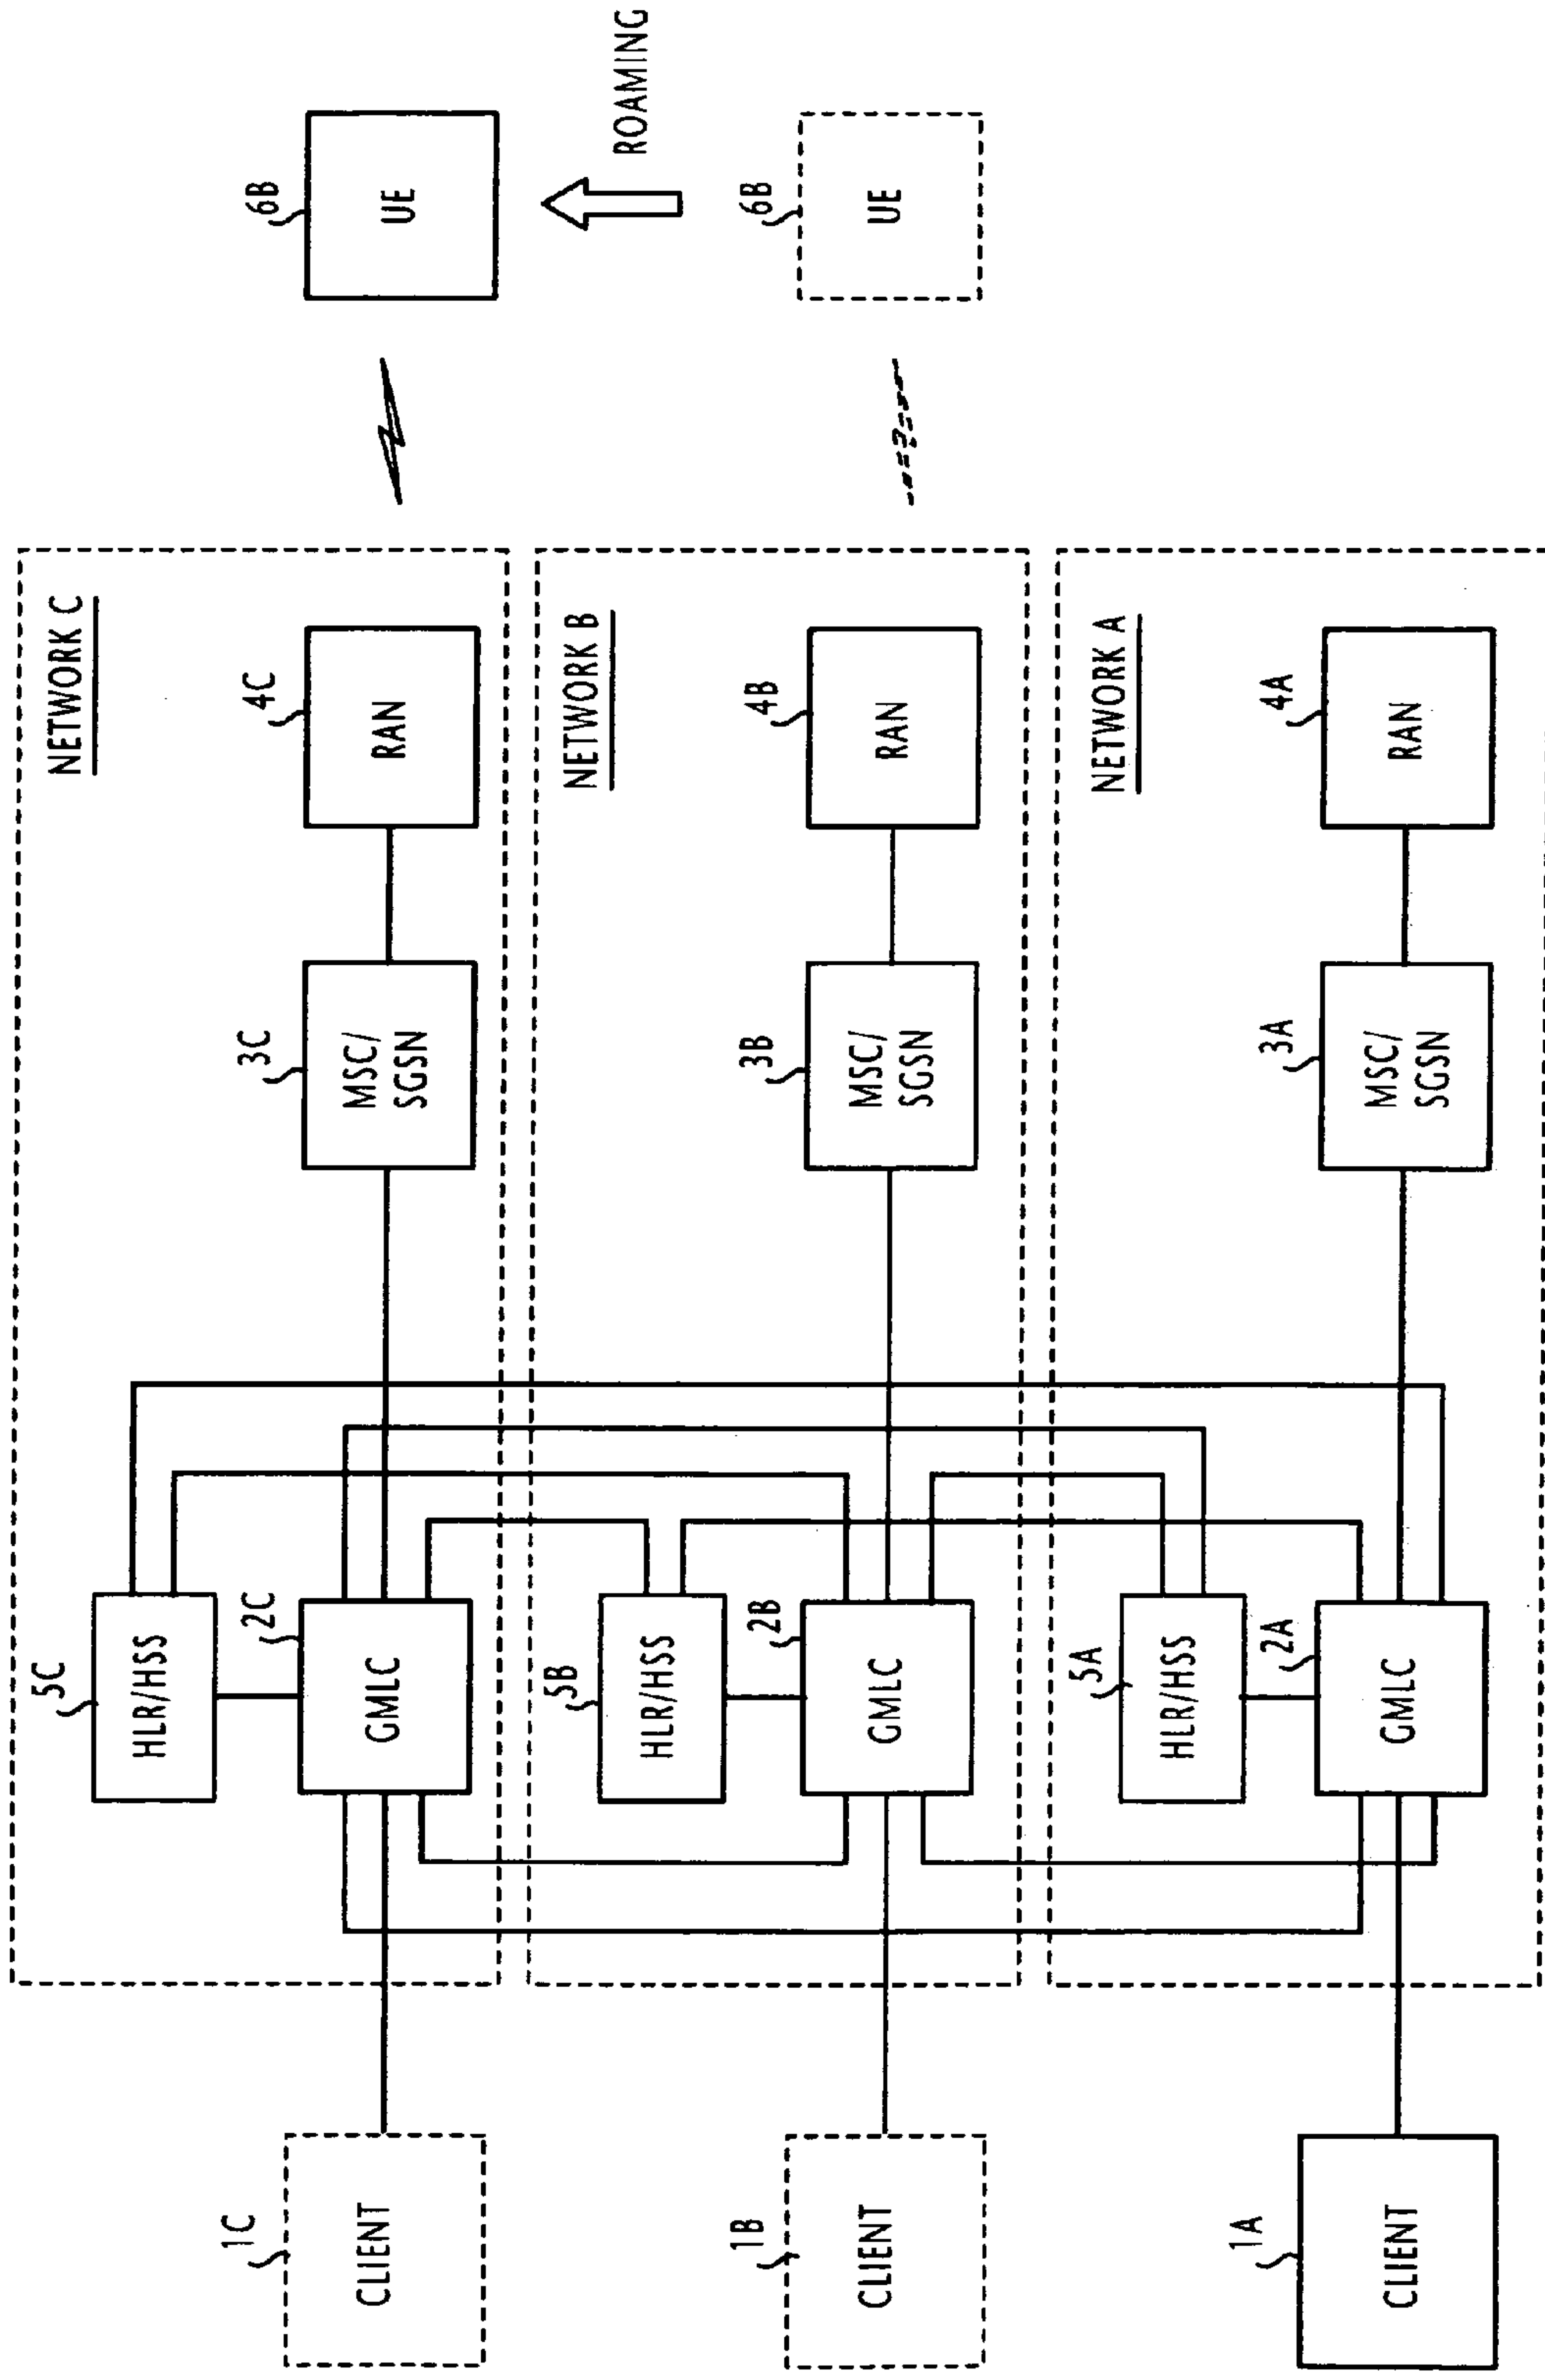 NETWORK C
5C
HLR/HSS
1C
CLIENT
2C
GMLC
3C
MSC/
SGSN
4C
RAN
6B
UE
ROAMING
NETWORK B
5B
HLR/HSS
1B
CLIENT
2B
GMLC
3B
MSC/
SGSN
4B
RAN
6B
UE
NETWORK A
5A
HLR/HSS
1A
CLIENT
2A
GMLC
3A
MSC/
SGSN
4A
RAN